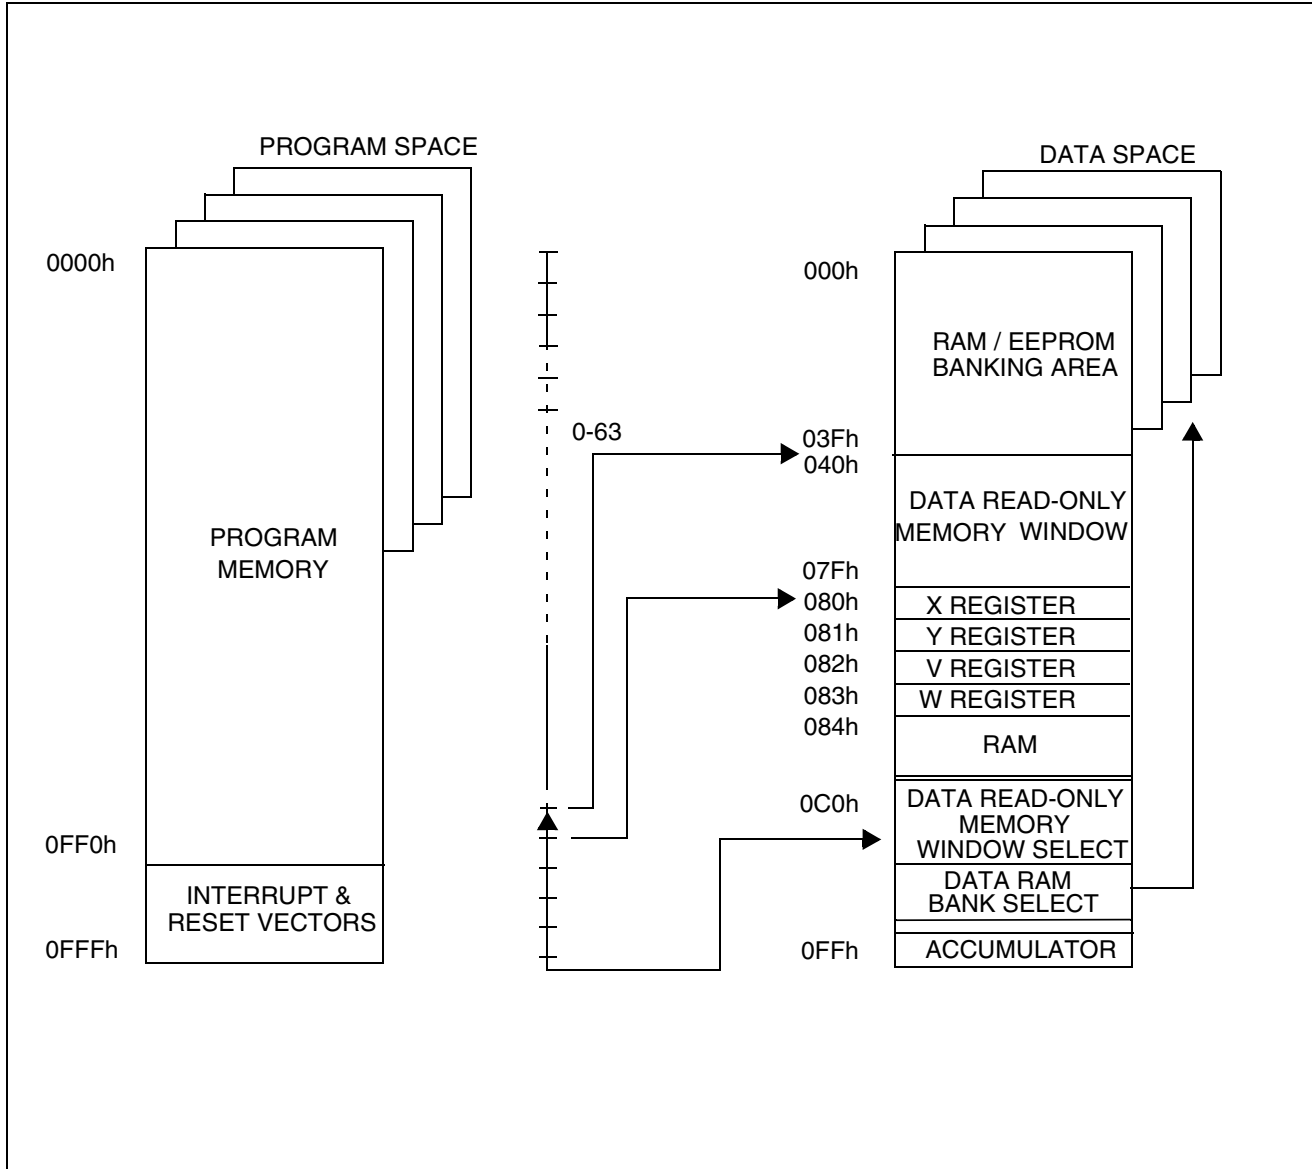 PROGRAM SPACE
0000h
PROGRAM
MEMORY
0FF0h
INTERRUPT &
RESET VECTORS
0FFFh
0-63
DATA SPACE
000h
RAM / EEPROM
BANKING AREA
03Fh
040h
DATA READ-ONLY
MEMORY WINDOW
07Fh
080h
X REGISTER
081h
Y REGISTER
082h
V REGISTER
083h
W REGISTER
084h
RAM
0C0h
DATA READ-ONLY
MEMORY
WINDOW SELECT
DATA RAM
BANK SELECT
0FFh
ACCUMULATOR